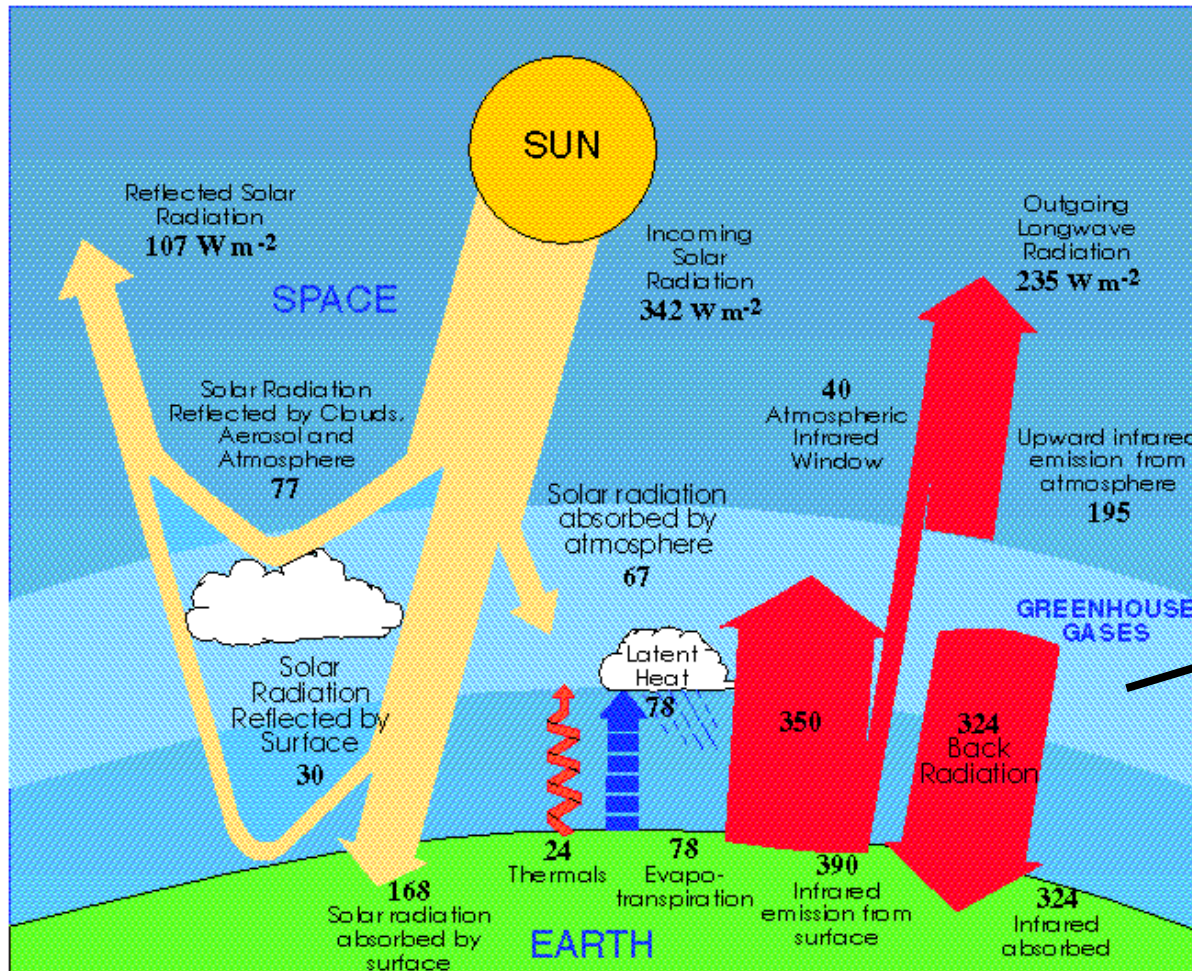 SUN
Reflected Solar
Radiation
107 W m-2
SPACE
Incoming
Solar
Radiation
342 W m-2
Outgoing
Longwave
Radiation
235 W m-2
Solar Radiation
Reflected by Clouds,
Aerosol and
Atmosphere
77
Solar radiation
absorbed by
atmosphere
67
40
Atmospheric
Infrared
Window
Upward infrared
emission from
atmosphere
195
GREENHOUSE
GASES
Solar
Radiation
Reflected by
Surface
30
Latent
Heat
78
350
324
Back
Radiation
168
Solar radiation
absorbed by
surface
24
Thermals
78
Evapo-
transpiration
390
Infrared
emission from
surface
324
Infrared
absorbed
EARTH